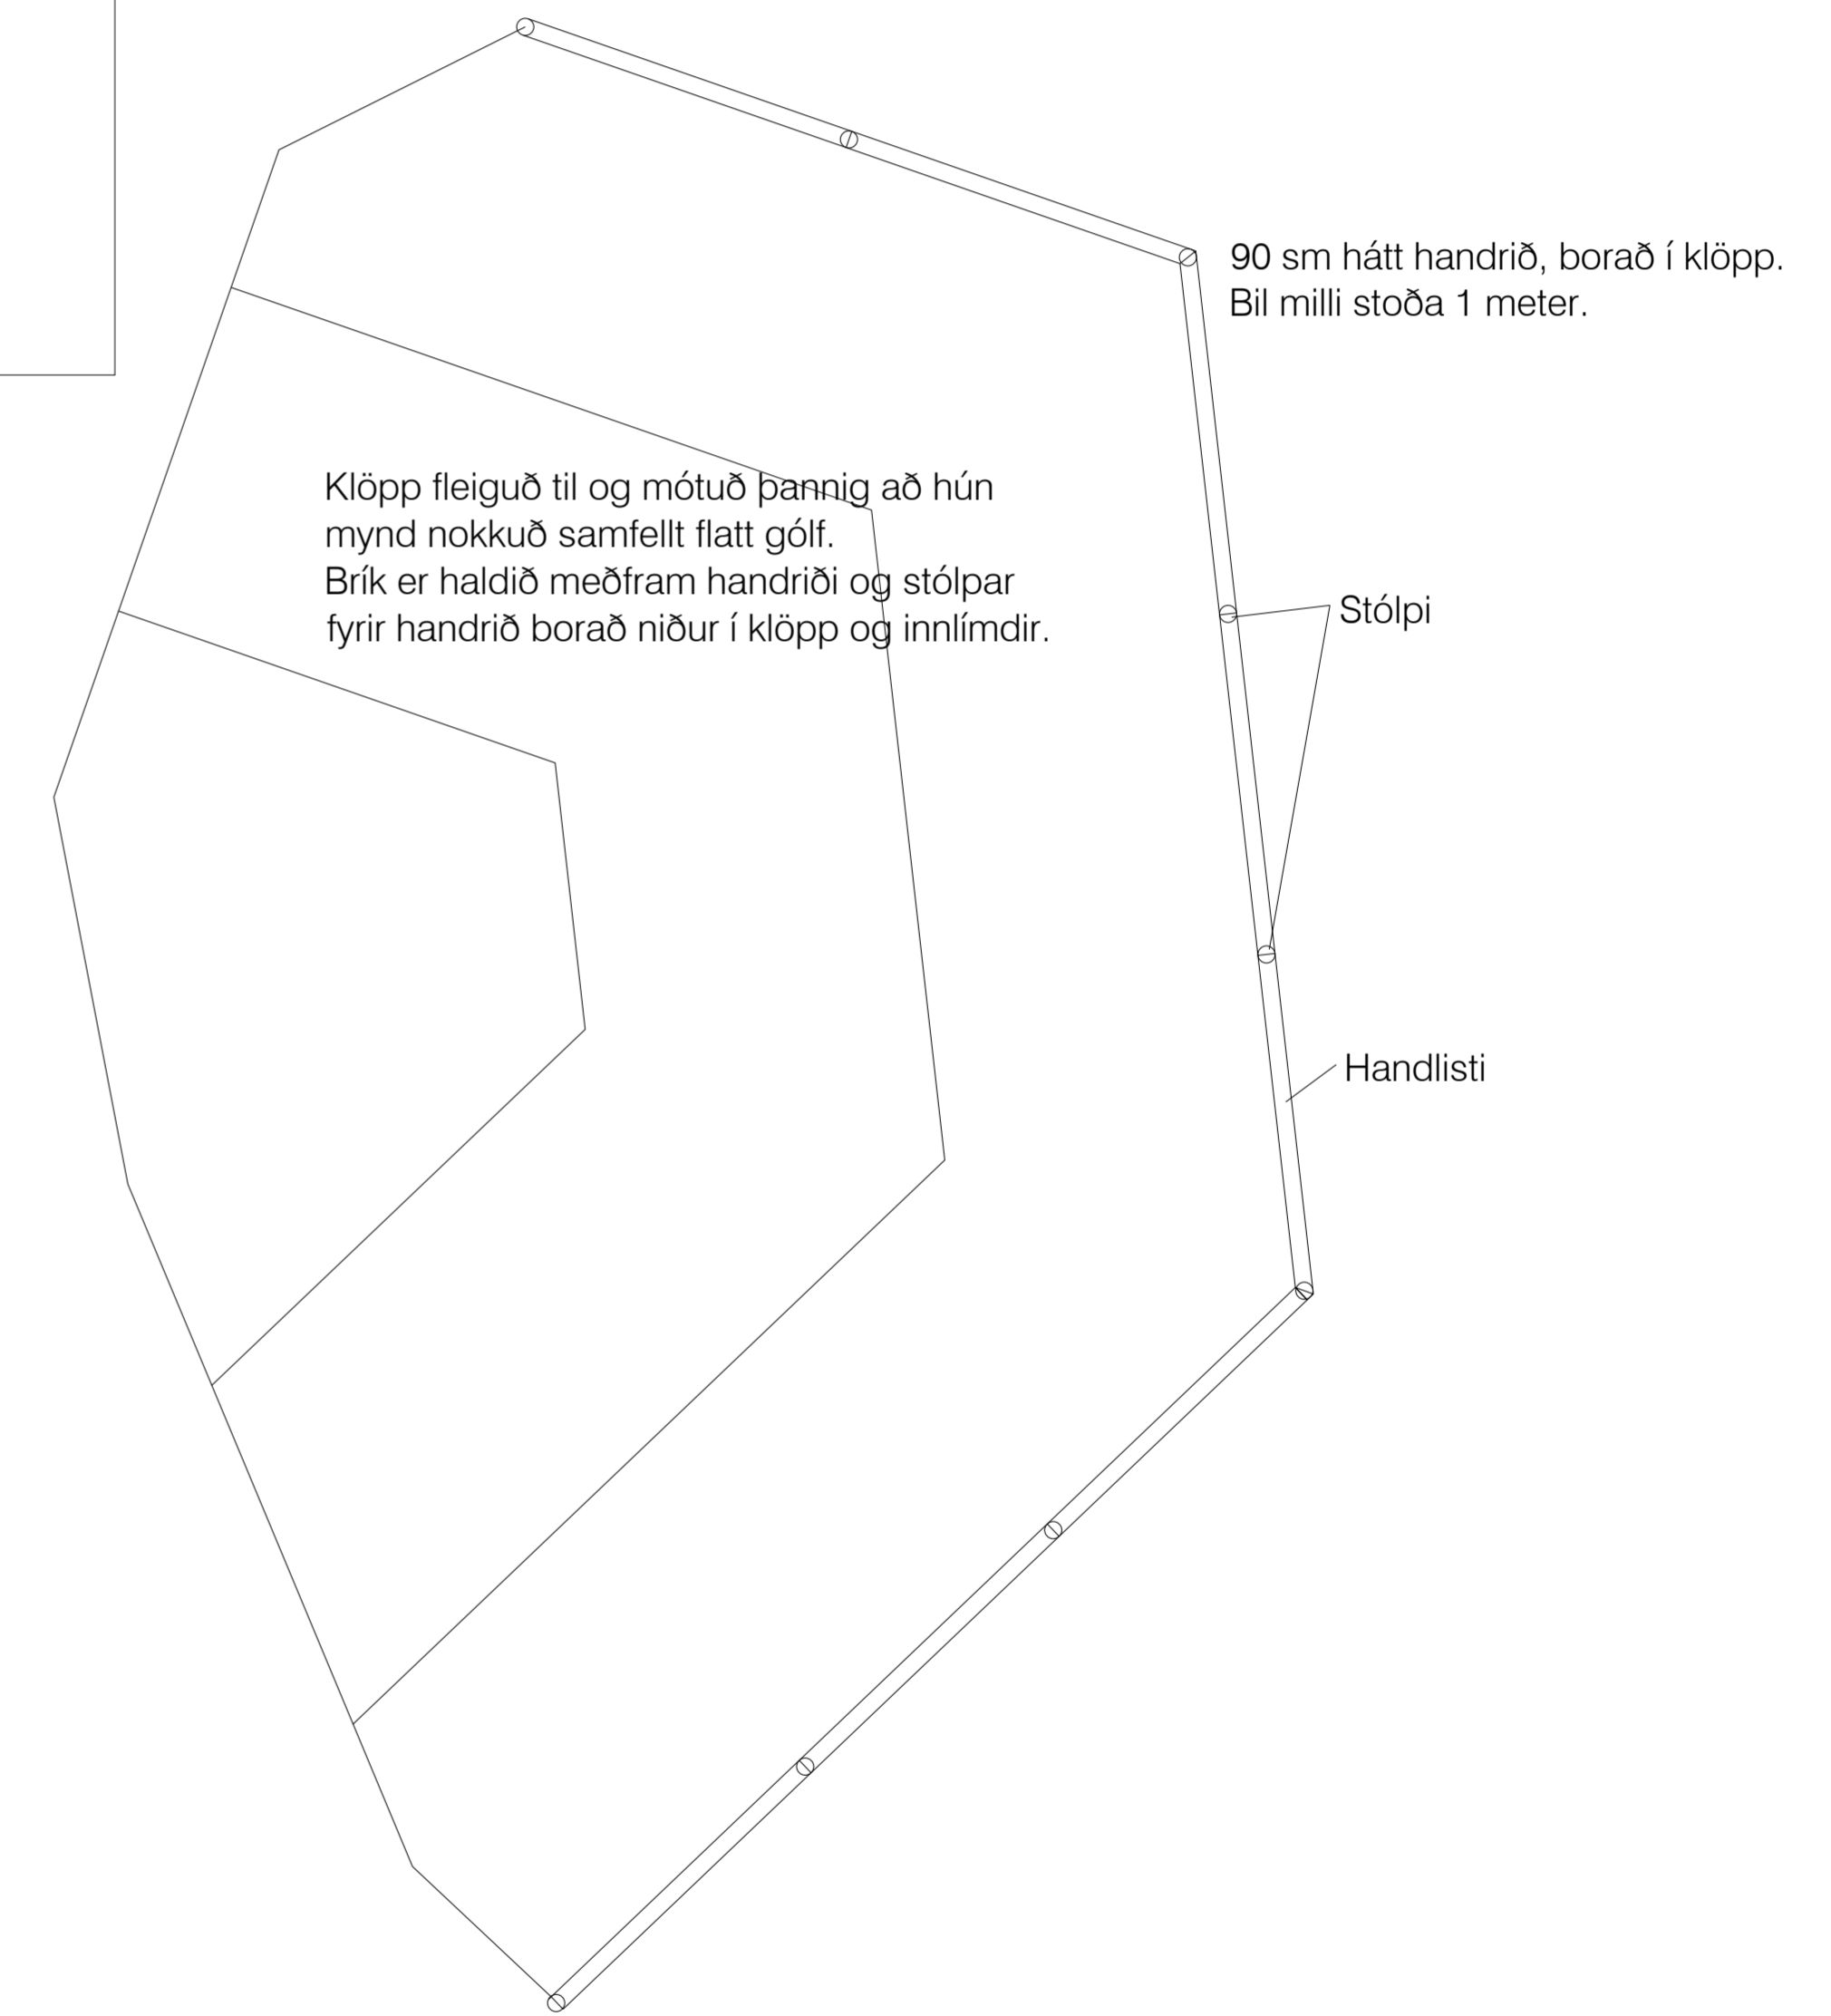 90 sm hátt handrið, borað í klöpp.
Bil milli stoða 1 meter.
Klöpp fleiguð til og mótuð þannig að hún
mynd nokkuð samfellt flatt gólf.
Brík er haldið meðfram handriði og stólpar
fyrir handrið borað niður í klöpp og innlímdir.
Stólpi
Handlisti